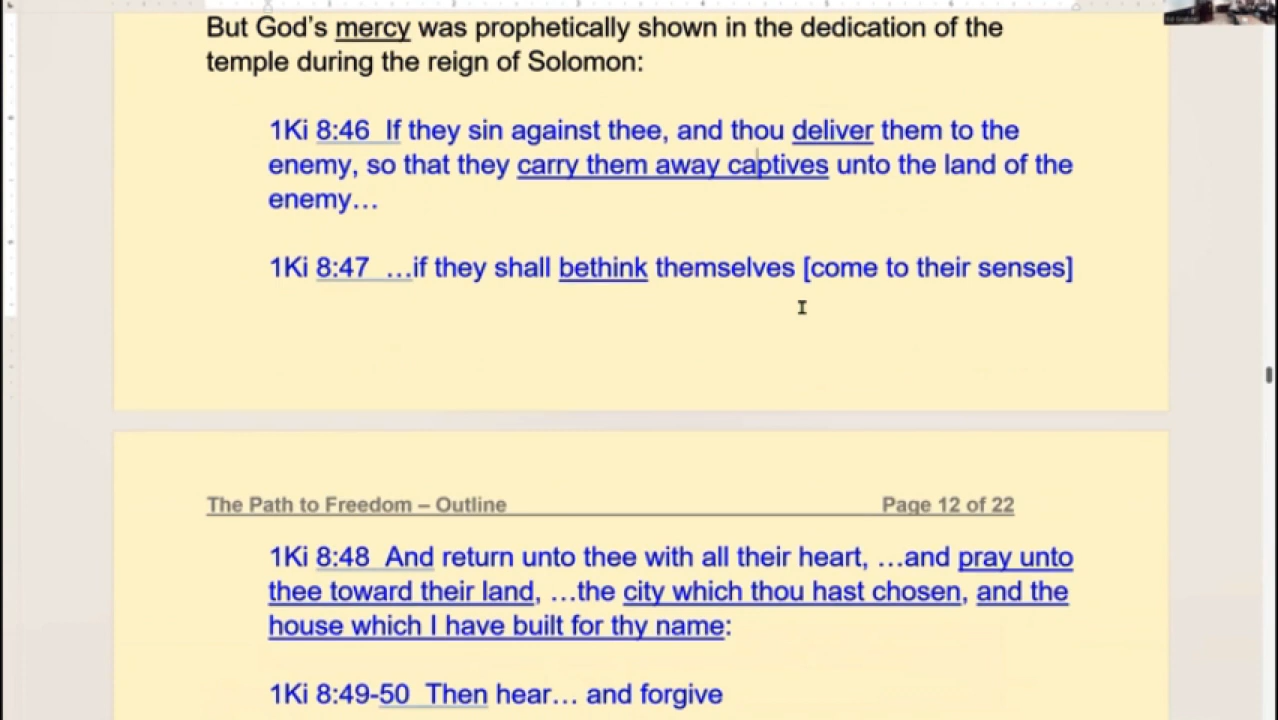 But God's mercy was prophetically shown in the dedication of the
temple during the reign of Solomon:
1Ki 8:46 If they sin against thee, and thou deliver them to the
enemy, so that they carry them away captives unto the land of the
enemy…
1Ki 8:47 …if they shall bethink themselves [come to their senses]
The Path to Freedom – Outline Page 12 of 22
1Ki 8:48 And return unto thee with all their heart, …and pray unto
thee toward their land, …the city which thou hast chosen, and the
house which I have built for thy name:
1Ki 8:49-50 Then hear… and forgive